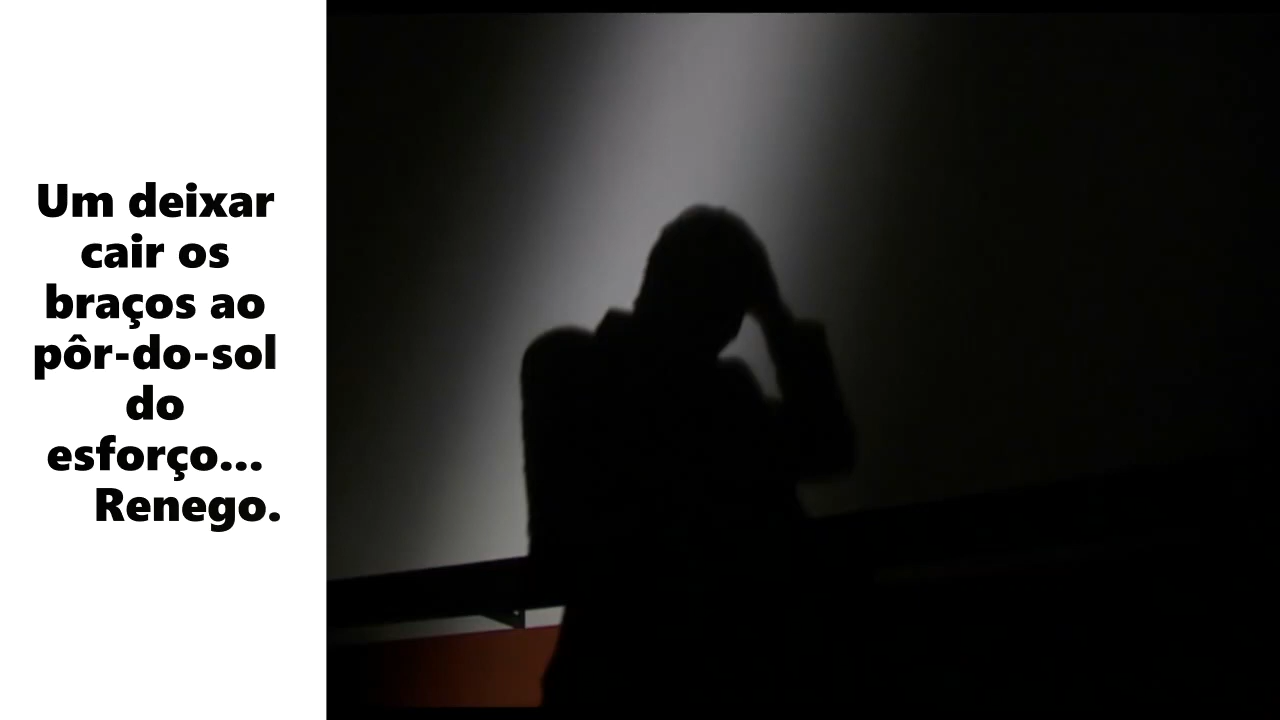 Um deixar
cair os
braços ao
pôr-do-sol
do
esforço...
Renego.